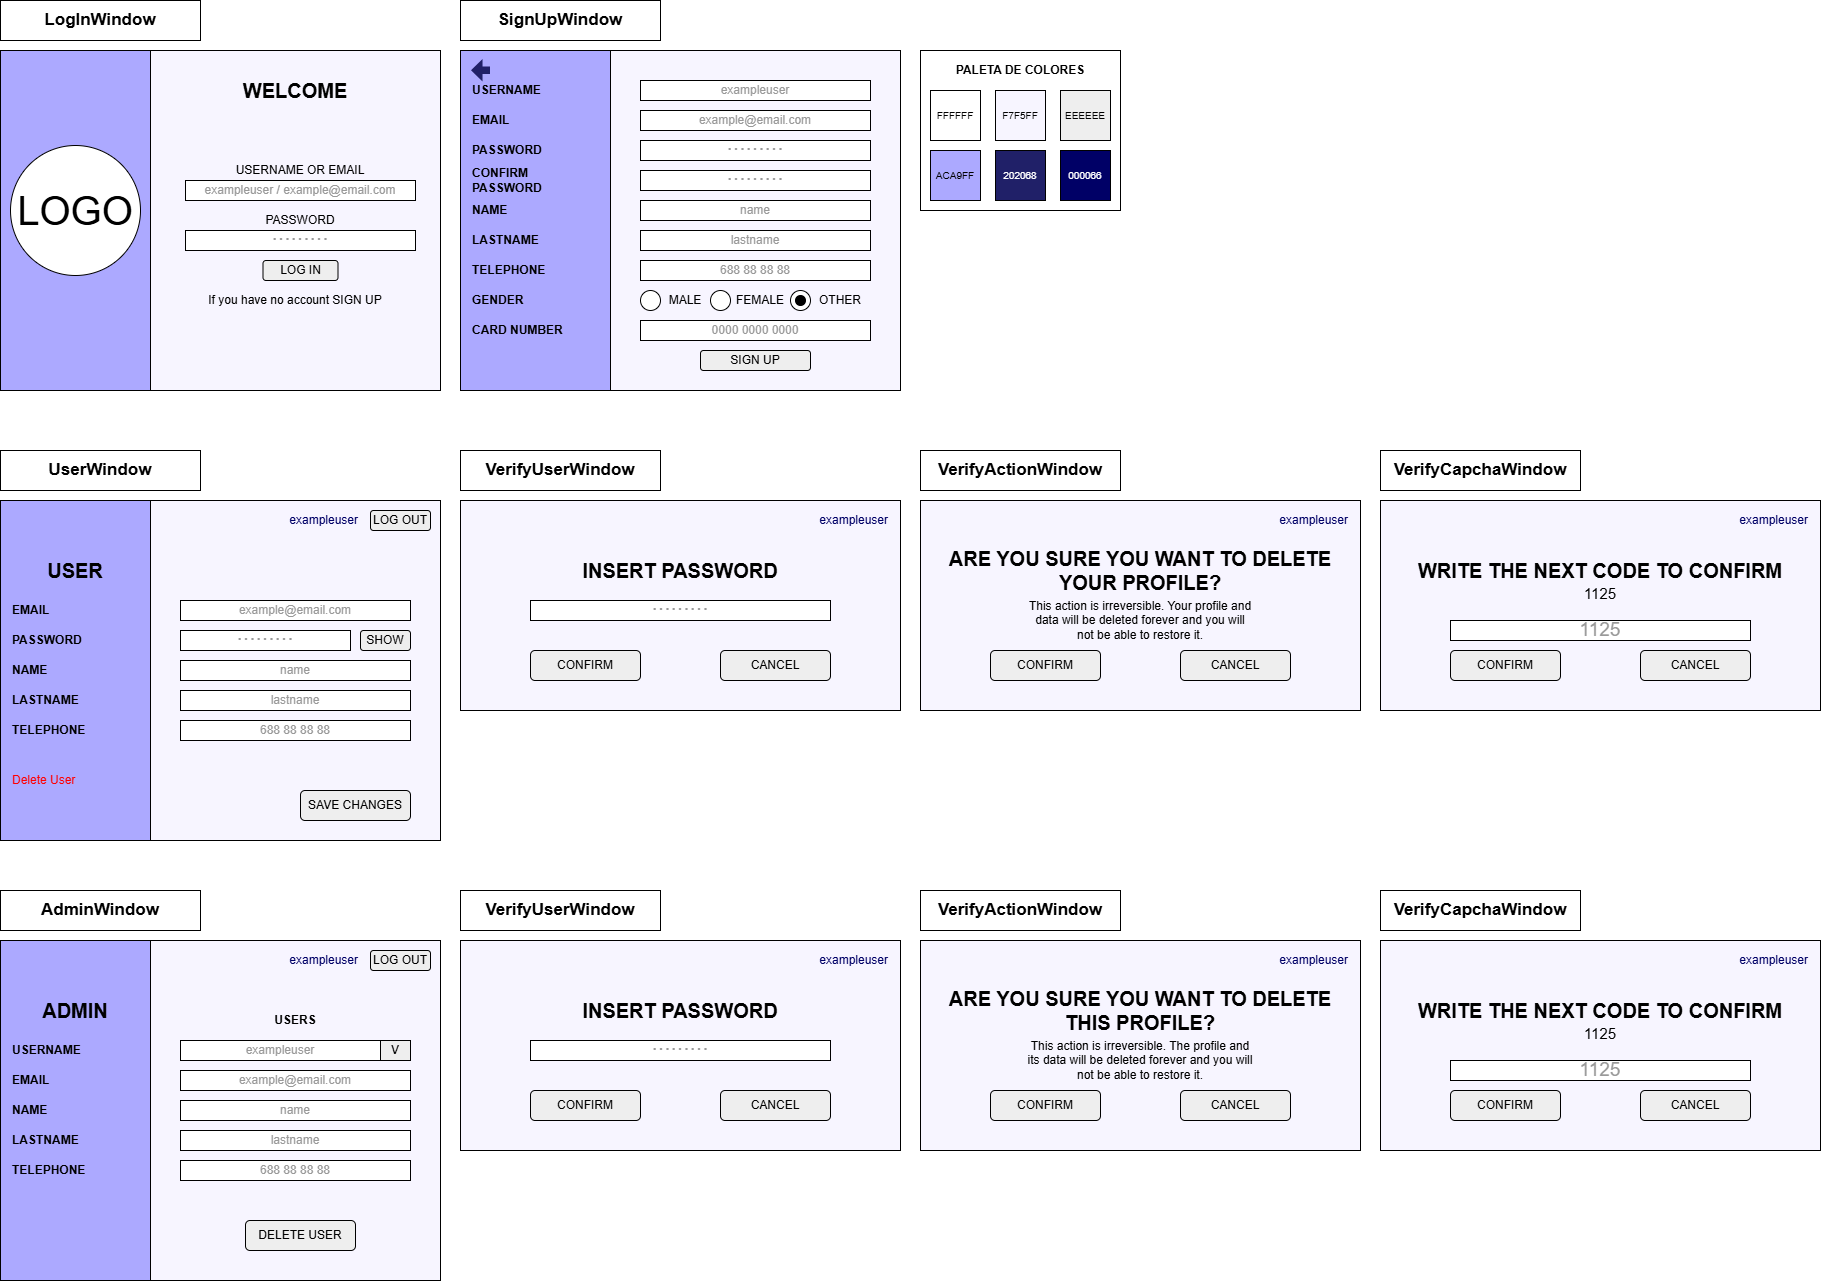 LogInWindow
WELCOME
LOGO
USERNAME OR EMAIL
exampleuser / example@email.com
PASSWORD
*********
LOG IN
If you have no account SIGN UP
SignUpWindow
USERNAME
exampleuser
EMAIL
example@email.com
PASSWORD
*********
CONFIRM
PASSWORD
*********
NAME
name
LASTNAME
lastname
TELEPHONE
688 88 88 88
GENDER
MALE
FEMALE
OTHER
CARD NUMBER
0000 0000 0000
SIGN UP
PALETA DE COLORES
FFFFFF
F7F5FF
EEEEEE
ACA9FF
202068
000066
UserWindow
exampleuser
LOG OUT
USER
EMAIL
example@email.com
PASSWORD
*********
SHOW
NAME
name
LASTNAME
lastname
TELEPHONE
688 88 88 88
Delete User
SAVE CHANGES
VerifyUserWindow
exampleuser
INSERT PASSWORD
*********
CONFIRM
CANCEL
VerifyActionWindow
exampleuser
ARE YOU SURE YOU WANT TO DELETE
YOUR PROFILE?
This action is irreversible. Your profile and
data will be deleted forever and you will
not be able to restore it.
CONFIRM
CANCEL
VerifyCapchaWindow
exampleuser
WRITE THE NEXT CODE TO CONFIRM
1125
1125
CONFIRM
CANCEL
AdminWindow
exampleuser
LOG OUT
ADMIN
USERS
USERNAME
exampleuser
V
EMAIL
example@email.com
NAME
name
LASTNAME
lastname
TELEPHONE
688 88 88 88
DELETE USER
VerifyUserWindow
exampleuser
INSERT PASSWORD
*********
CONFIRM
CANCEL
VerifyActionWindow
exampleuser
ARE YOU SURE YOU WANT TO DELETE
THIS PROFILE?
This action is irreversible. The profile and
its data will be deleted forever and you will
not be able to restore it.
CONFIRM
CANCEL
VerifyCapchaWindow
exampleuser
WRITE THE NEXT CODE TO CONFIRM
1125
1125
CONFIRM
CANCEL